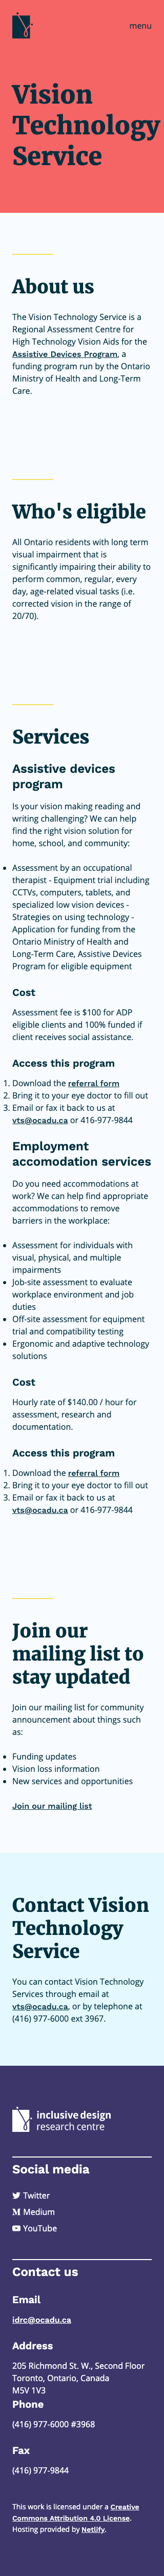 menu
Vision
Technology
Service
About us
The Vision Technology Service is a
Regional Assessment Centre for
High Technology Vision Aids for the
Assistive Devices Program, a
funding program run by the Ontario
Ministry of Health and Long-Term
Care.
Who's eligible
All Ontario residents with long term
visual impairment that is
significantly impairing their ability to
perform common, regular, every
day, age-related visual tasks (i.e.
corrected vision in the range of
20/70).
Services
Assistive devices
program
Is your vision making reading and
writing challenging? We can help
find the right vision solution for
home, school, and community:
• Assessment by an occupational
therapist - Equipment trial including
CCTVs, computers, tablets, and
specialized low vision devices -
Strategies on using technology -
Application for funding from the
Ontario Ministry of Health and
Long-Term Care, Assistive Devices
Program for eligible equipment
Cost
Assessment fee is $100 for ADP
eligible clients and 100% funded if
client receives social assistance.
Access this program
1. Download the referral form
2. Bring it to your eye doctor to fill out
3. Email or fax it back to us at
vts@ocadu.ca or 416-977-9844
Employment
accomodation services
Do you need accommodations at
work? We can help find appropriate
accommodations to remove
barriers in the workplace:
• Assessment for individuals with
visual, physical, and multiple
impairments
• Job-site assessment to evaluate
workplace environment and job
duties
• Off-site assessment for equipment
trial and compatibility testing
• Ergonomic and adaptive technology
solutions
Cost
Hourly rate of $140.00 / hour for
assessment, research and
documentation.
Access this program
1. Download the referral form
2. Bring it to your eye doctor to fill out
3. Email or fax it back to us at
vts@ocadu.ca or 416-977-9844
Join our
mailing list to
stay updated
Join our mailing list for community
announcement about things such
as:
• Funding updates
• Vision loss information
• New services and opportunities
Join our mailing list
Contact Vision
Technology
Service
You can contact Vision Technology
Services through email at
vts@ocadu.ca, or by telephone at
(416) 977-6000 ext 3967.
inclusive design
research centre
Social media
Twitter
Medium
YouTube
Contact us
Email
idrc@ocadu.ca
Address
205 Richmond St. W., Second Floor
Toronto, Ontario, Canada
M5V 1V3
Phone
(416) 977-6000 #3968
Fax
(416) 977-9844
This work is licensed under a Creative
Commons Attribution 4.0 License.
Hosting provided by Netlify.